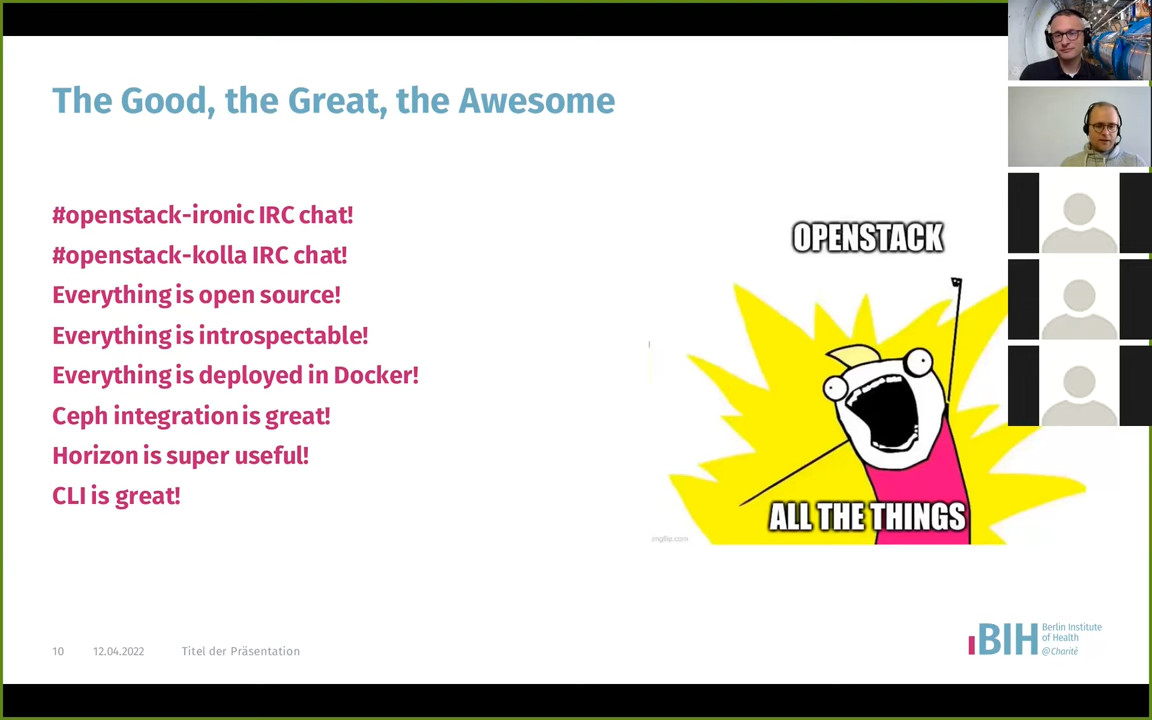 The Good, the Great, the Awesome
#openstack-ironic IRC chat!
#openstack-kolla IRC chat!
Everything is open source!
Everything is introspectable!
Everything is deployed in Docker!
Ceph integration is great!
Horizon is super useful!
CLI is great!
OPENSTACK
ALL THE THINGS
imgflip.com
10 12.04.2022 Titel der Präsentation
BIH Berlin Institute
of Health
@Charité